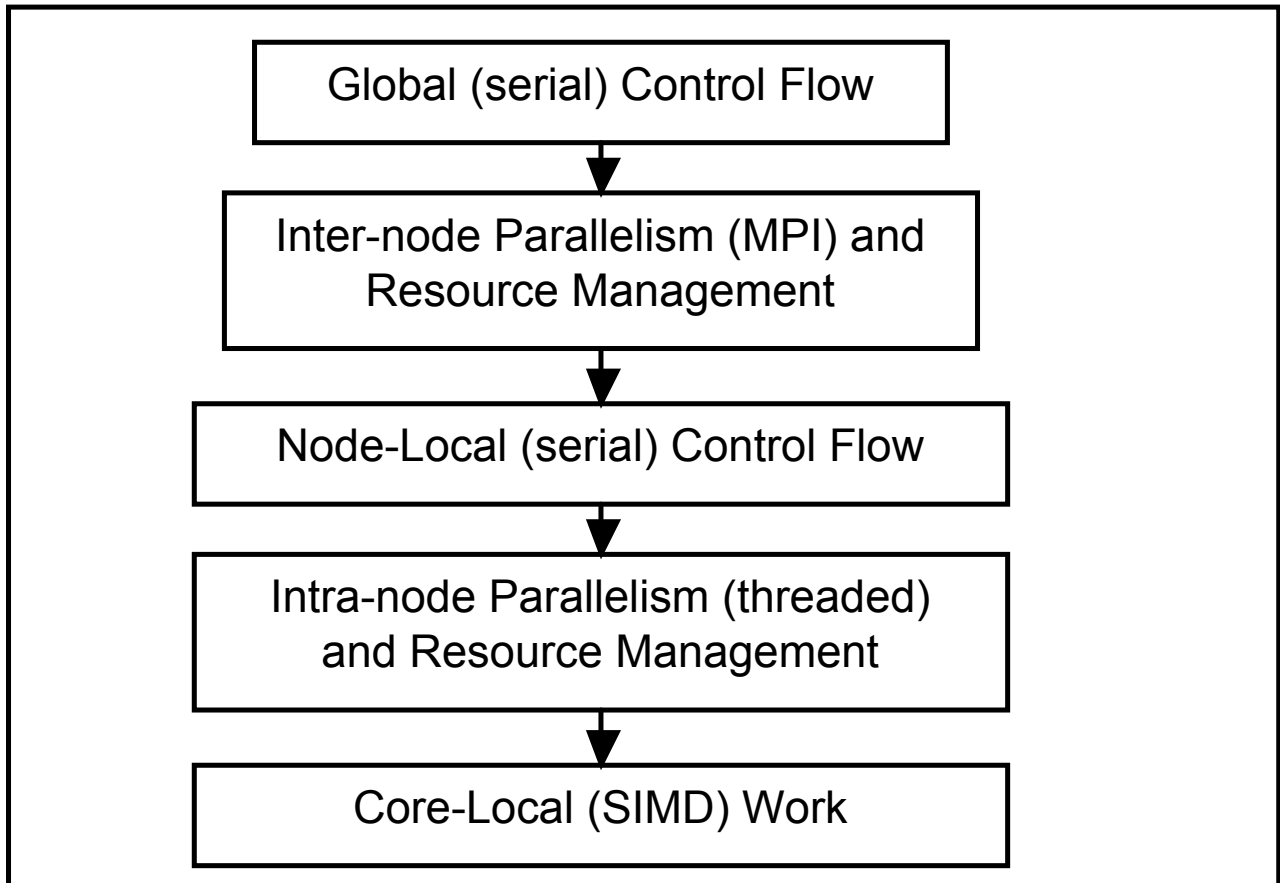 Global (serial) Control Flow
Inter-node Parallelism (MPI) and
Resource Management
Node-Local (serial) Control Flow
Intra-node Parallelism (threaded)
and Resource Management
Core-Local (SIMD) Work